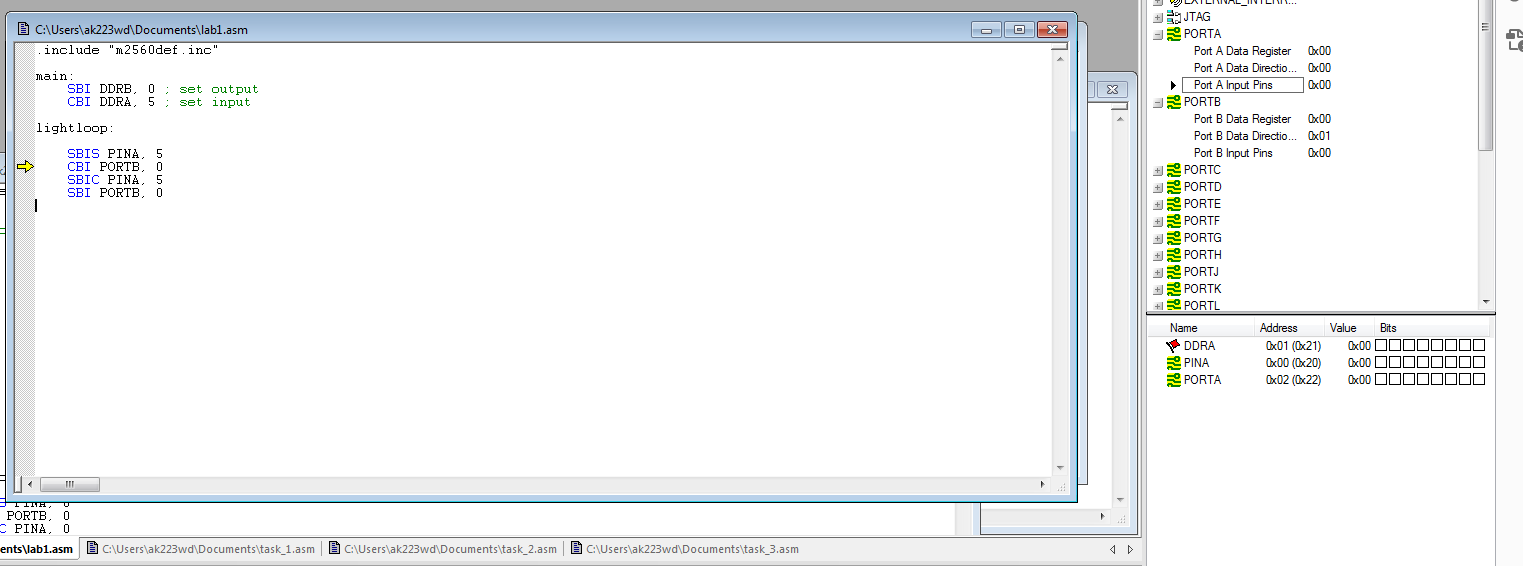 C:\Users\ak223wd\Documents\lab1.asm
.include "m2560def.inc"
main:
SBI DDRB, 0 ; set output
CBI DDRA, 5 ; set input
lightloop:
SBIS PINA, 5
CBI PORTB, 0
SBIC PINA, 5
SBI PORTB, 0
PINA, 0
PORTB, 0
C PINA, 0
ents\lab1.asm
C:\Users\ak223wd\Documents\task_1.asm
C:\Users\ak223wd\Documents\task_2.asm
C:\Users\ak223wd\Documents\task_3.asm
EXTERNAL_INTERR...
JTAG
PORTA
Port A Data Register 0x00
Port A Data Directio... 0x00
Port A Input Pins 0x00
PORTB
Port B Data Register 0x00
Port B Data Directio... 0x01
Port B Input Pins 0x00
PORTC
PORTD
PORTE
PORTF
PORTG
PORTH
PORTJ
PORTK
PORTL
Name Address Value Bits
DDRA 0x01 (0x21) 0x00
PINA 0x00 (0x20) 0x00
PORTA 0x02 (0x22) 0x00